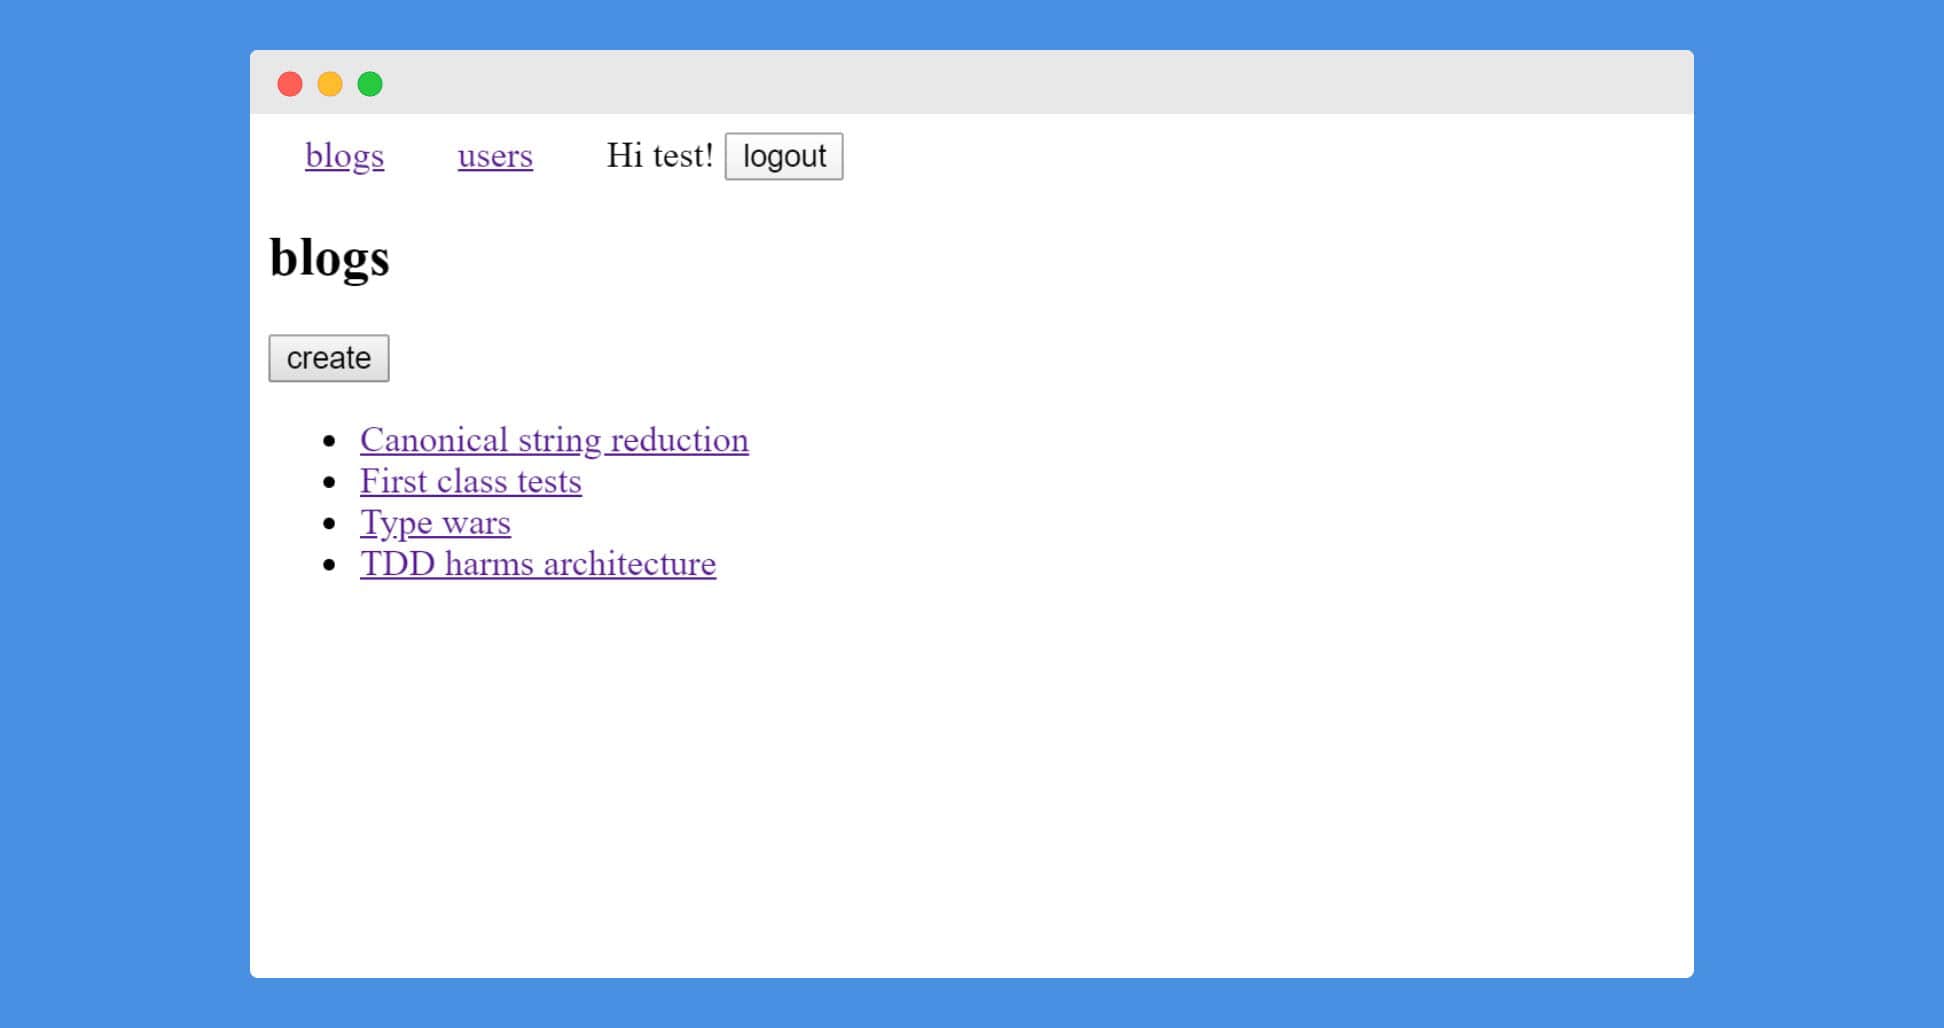 blogs users Hi test! logout
blogs
create
Canonical string reduction
First class tests
Type wars
TDD harms architecture